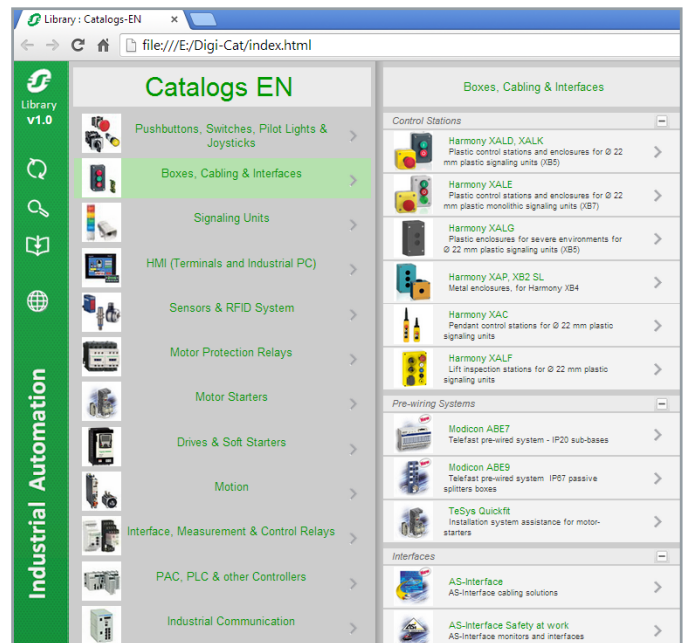 Library : Catalogs-EN
file:///E:/Digi-Cat/index.html
Library
v1.0
Industrial Automation
Catalogs EN
Pushbuttons, Switches, Pilot Lights &
Joysticks
Boxes, Cabling & Interfaces
Signaling Units
HMI (Terminals and Industrial PC)
Sensors & RFID System
Motor Protection Relays
Motor Starters
Drives & Soft Starters
Motion
Interface, Measurement & Control Relays
PAC, PLC & other Controllers
Industrial Communication
Boxes, Cabling & Interfaces
Control Stations
Harmony XALD, XALK
Plastic control stations and enclosures for Ø 22
mm plastic signaling units (XB5)
Harmony XALE
Plastic control stations and enclosures for Ø 22
mm plastic monolithic signaling units (XB7)
Harmony XALG
Plastic enclosures for severe environments for
Ø 22 mm plastic signaling units (XB5)
Harmony XAP, XB2 SL
Metal enclosures, for Harmony XB4
Harmony XAC
Pendant control stations for Ø 22 mm plastic
signaling units
Harmony XALF
Lift inspection stations for Ø 22 mm plastic
signaling units
Pre-wiring Systems
Modicon ABE7
Telefast pre-wired system - IP20 sub-bases
Modicon ABE9
Telefast pre-wired system IP67 passive
splitters boxes
TeSys Quickfit
Installation system assistance for motor-
starters
Interfaces
AS-Interface
AS-Interface cabling solutions
AS-Interface Safety at work
AS-Interface monitors and interfaces